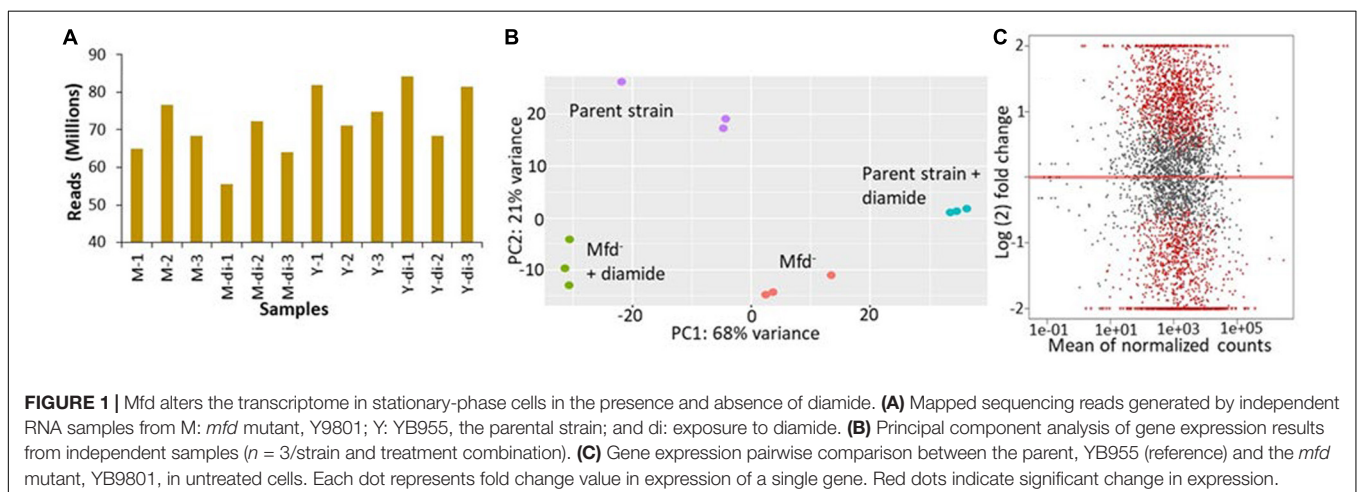 A
Reads (Millions)
90
80
70
60
50
40
M-1
M-2
M-3
M-di-1
M-di-2
M-di-3
Y-1
Y-2
Y-3
Y-di-1
Y-di-2
Y-di-3
Samples
B
PC2: 21% variance
20
10
0
-10
Parent strain
Parent strain +
diamide
Mfd-
+ diamide
Mfd-
-20
0
20
PC1: 68% variance
C
Log (2) fold change
2
1
-1
-2
1e-01
1e+01
1e+03
1e+05
Mean of normalized counts
FIGURE 1 | Mfd alters the transcriptome in stationary-phase cells in the presence and absence of diamide. (A) Mapped sequencing reads generated by independent
RNA samples from M: mfd mutant, Y9801; Y: YB955, the parental strain; and di: exposure to diamide. (B) Principal component analysis of gene expression results
from independent samples (n = 3/strain and treatment combination). (C) Gene expression pairwise comparison between the parent, YB955 (reference) and the mfd
mutant, YB9801, in untreated cells. Each dot represents fold change value in expression of a single gene. Red dots indicate significant change in expression.